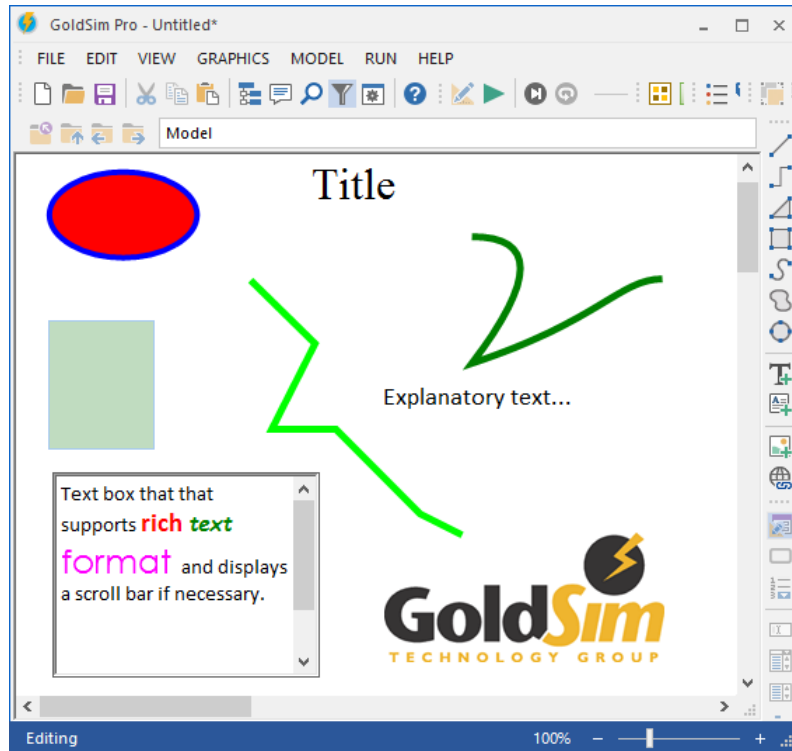 GoldSim Pro - Untitled*
FILE EDIT VIEW GRAPHICS MODEL RUN HELP
Model
Title
Explanatory text...
Text box that that
supports rich text
format and displays
a scroll bar if necessary.
GoldSim
TECHNOLOGY GROUP
Editing
100%